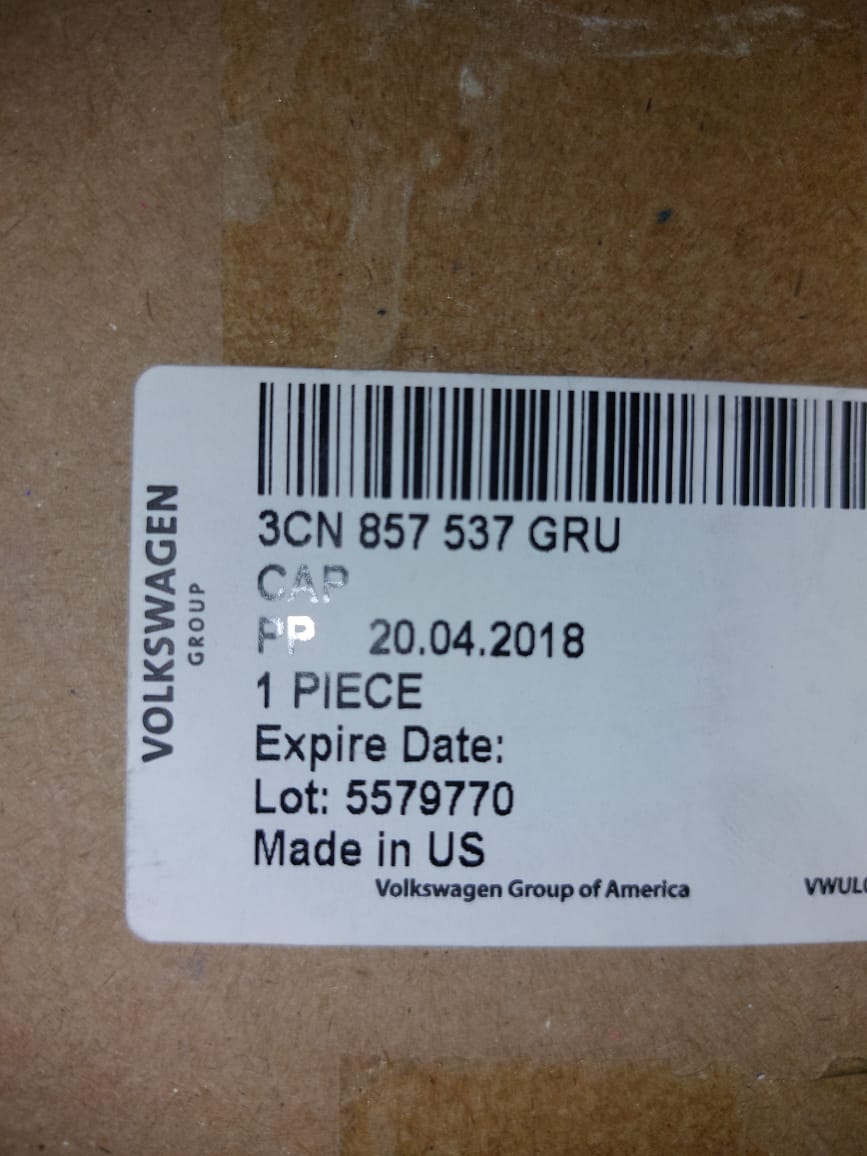 VOLKSWAGEN
GROUP
3CN 857 537 GRU
CAP
PP 20.04.2018
1 PIECE
Expire Date:
Lot: 5579770
Made in US
Volkswagen Group of America